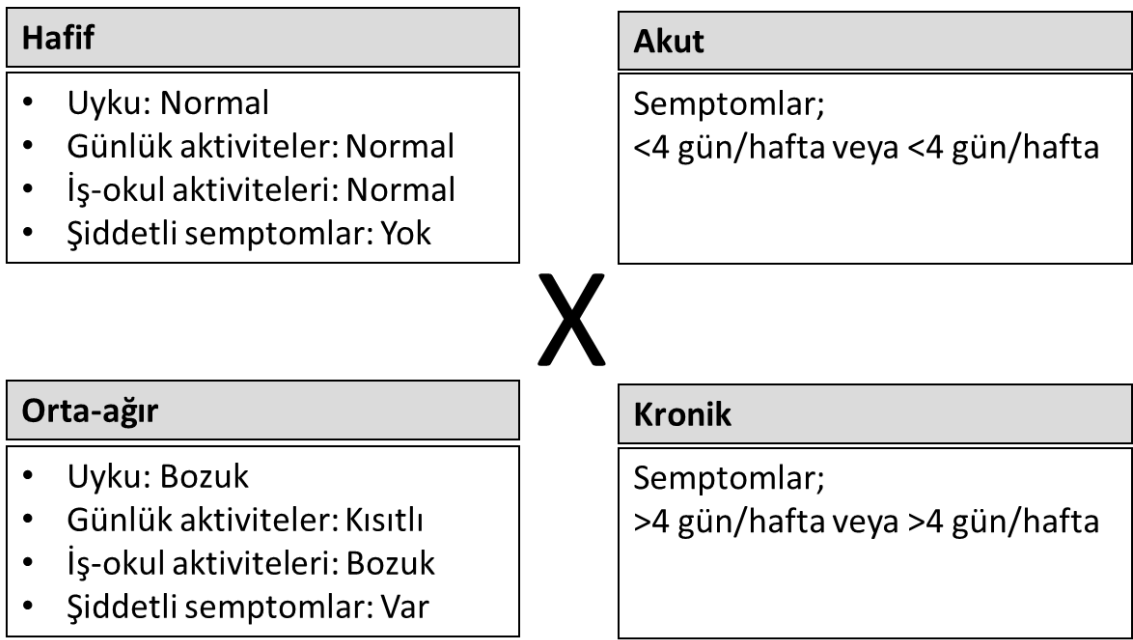 Hafif
• Uyku: Normal
• Günlük aktiviteler: Normal
• İş-okul aktiviteleri: Normal
• Şiddetli semptomlar: Yok
Akut
Semptomlar;
<4 gün/hafta veya <4 gün/hafta
X
Orta-ağır
• Uyku: Bozuk
• Günlük aktiviteler: Kısıtlı
• İş-okul aktiviteleri: Bozuk
• Şiddetli semptomlar: Var
Kronik
Semptomlar;
>4 gün/hafta veya >4 gün/hafta